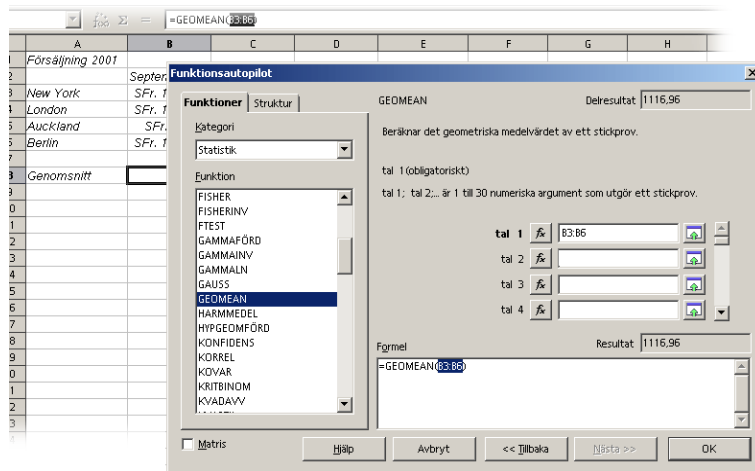 =GEOMEAN(B3:B6)
A B C D E F G H
Försäljning 2001
New York SFr. 1
London SFr. 1
Auckland SFr.
Berlin SFr. 1
Genomsnitt
Funktionsautopilot
Funktioner Struktur
Kategori
Statistik
Funktion
FISHER
FISHERINV
FTEST
GAMMAFÖRD
GAMMAINV
GAMMALN
GAUSS
GEOMEAN
HARMMEDEL
HYPGEOMFÖRD
KONFIDENS
KORREL
KOVAR
KRITBINOM
KVADAVV
GEOMEAN Delresultat 1116,96
Beräknar det geometriska medelvärdet av ett stickprov.
tal 1(obligatoriskt)
tal 1; tal 2;... är 1 till 30 numeriska argument som utgör ett stickprov.
tal 1 fx B3:B6
tal 2 fx
tal 3 fx
tal 4 fx
Formel Resultat 1116,96
=GEOMEAN(B3:B6)
Matris Hjälp Avbryt << Tillbaka Nästa >> OK